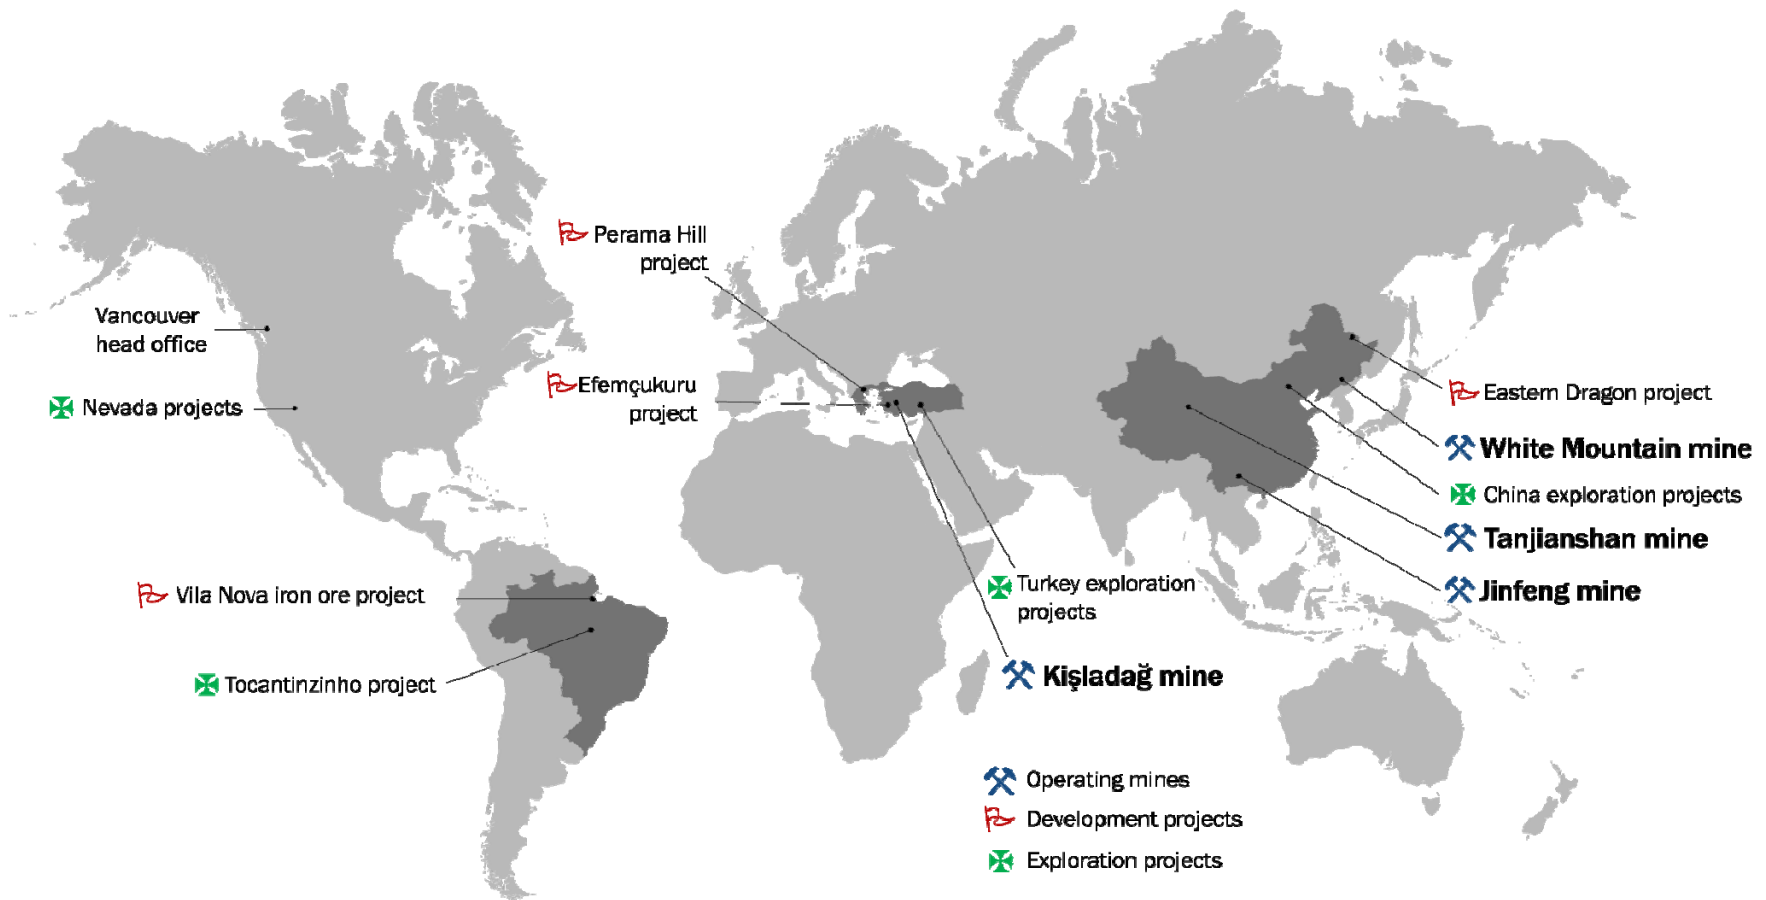 Perama Hill
project
Vancouver
head office
Efemçukuru
project
Nevada projects
Eastern Dragon project
White Mountain mine
China exploration projects
Tanjianshan mine
Jinfeng mine
Turkey exploration
projects
Vila Nova iron ore project
Kişladağ mine
Tocantinzinho project
Operating mines
Development projects
Exploration projects